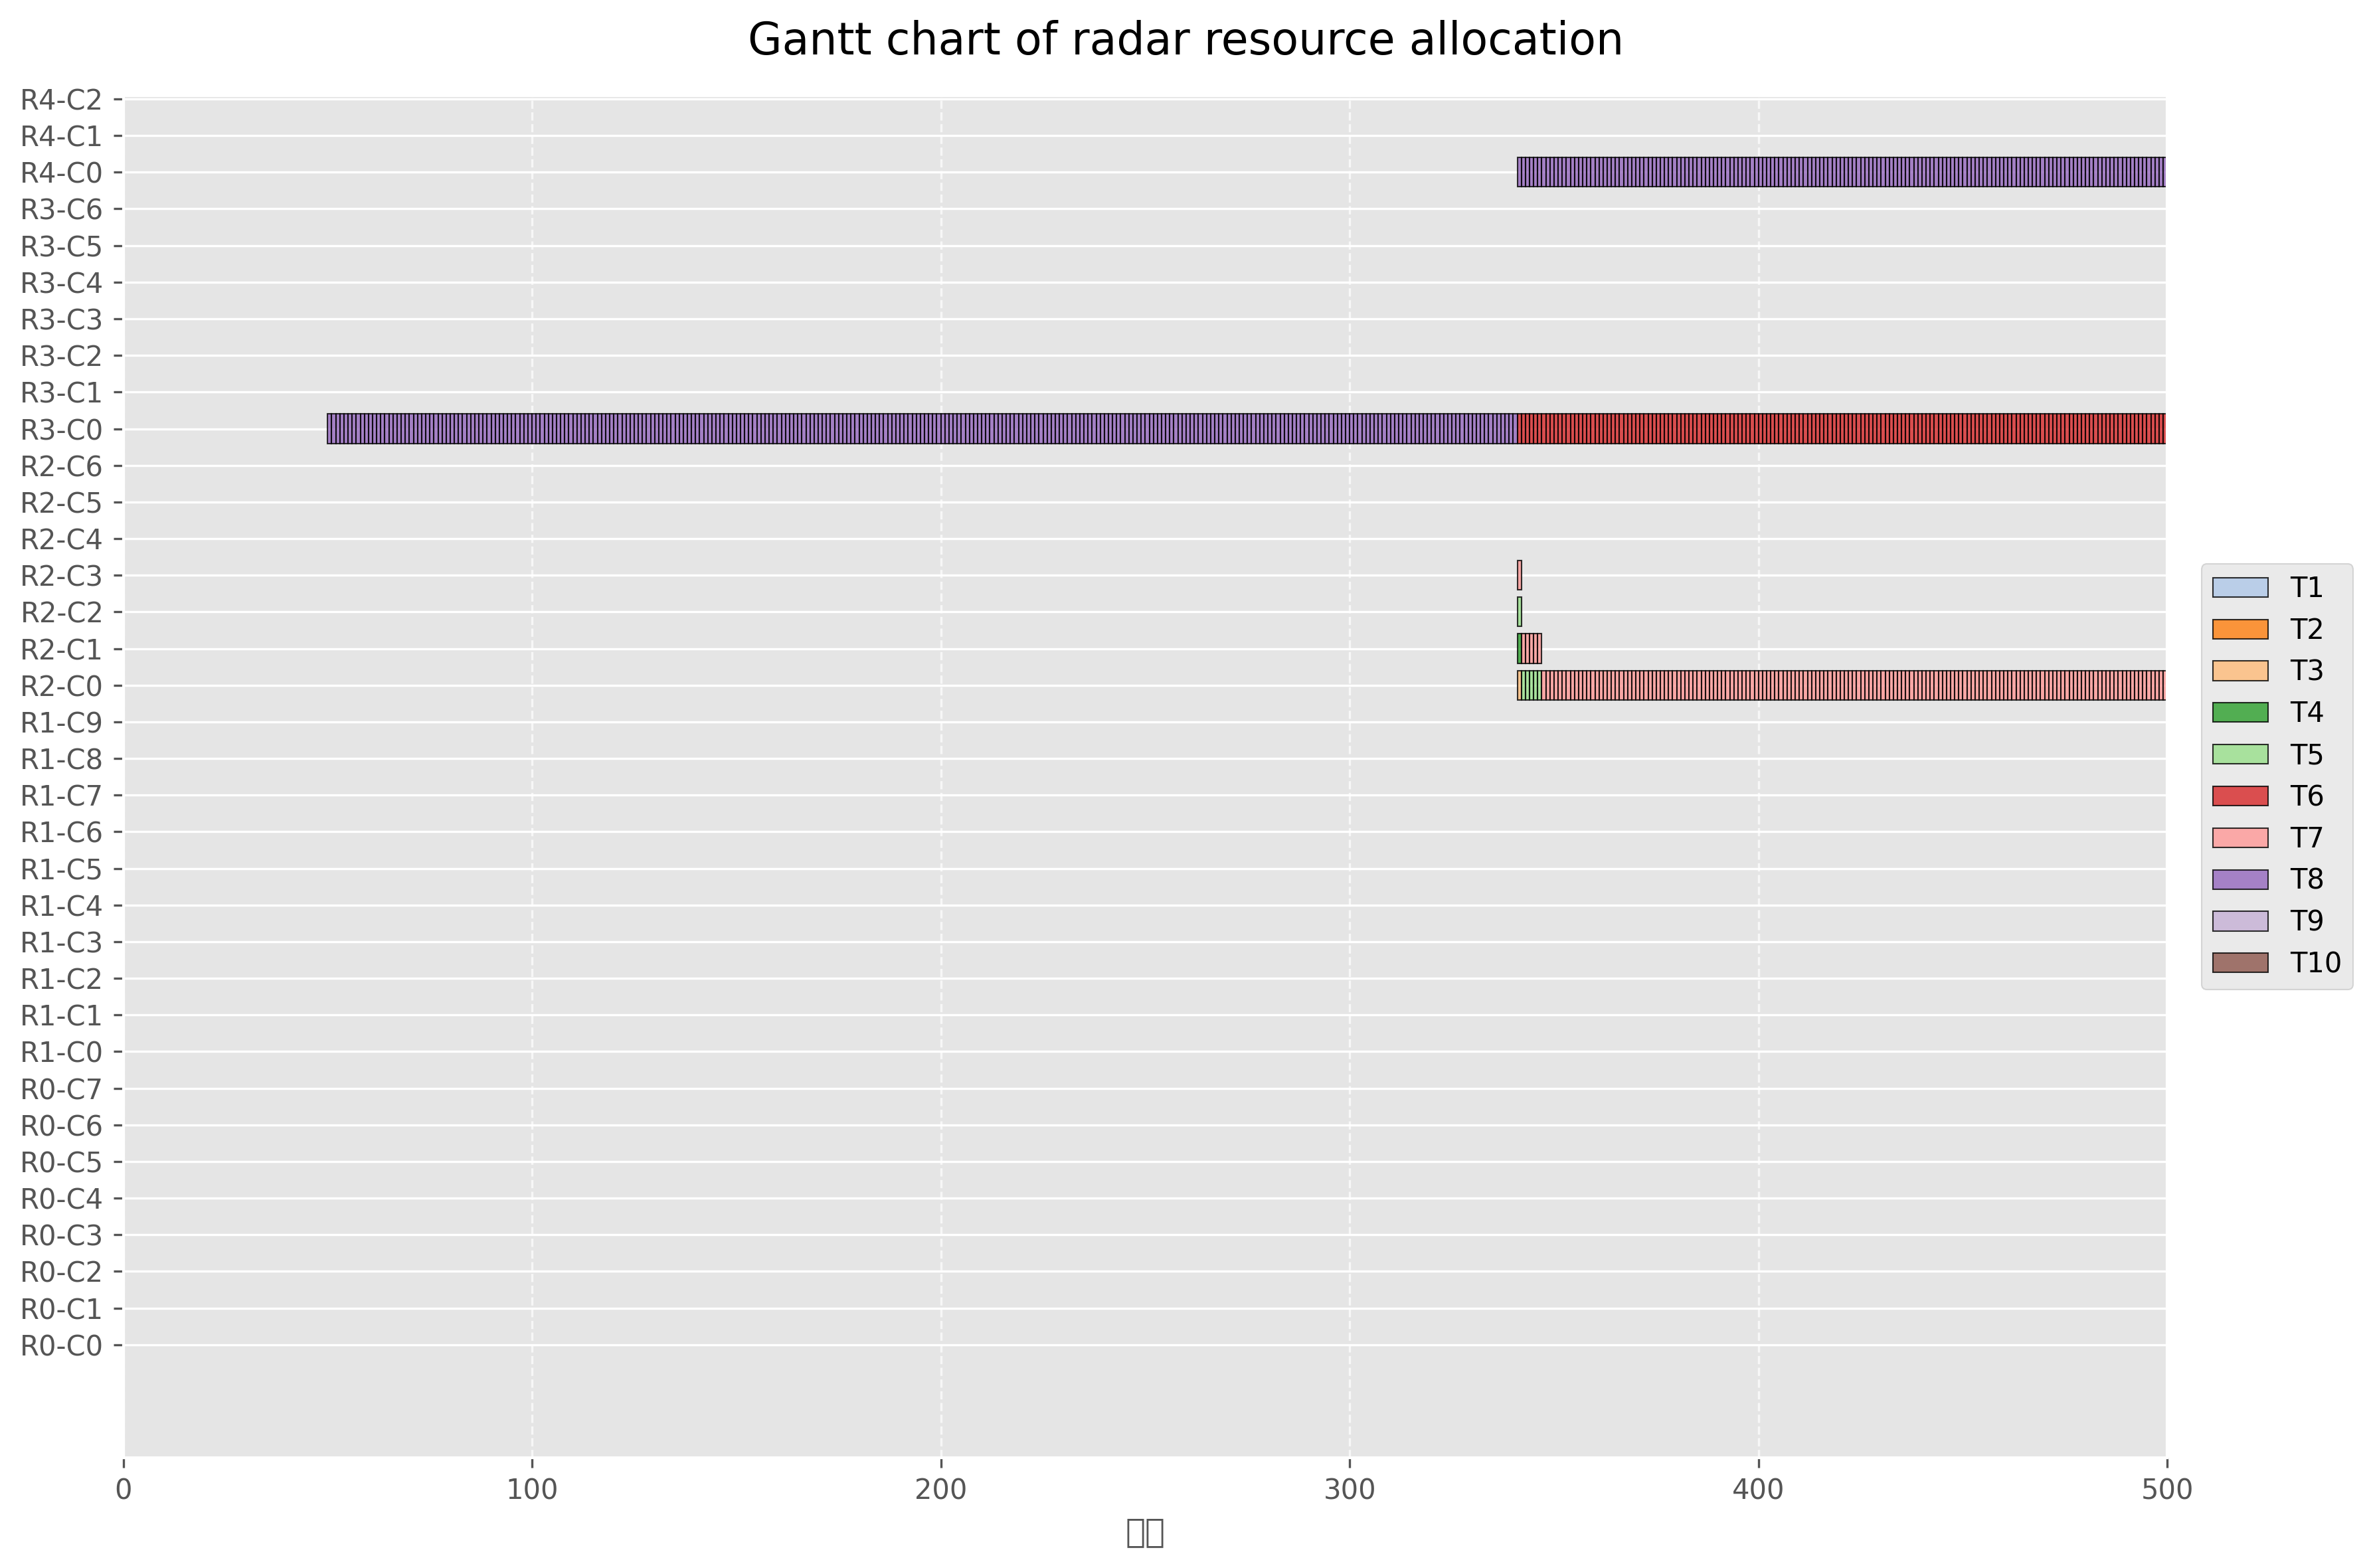 Gantt chart of radar resource allocation
R4-C2
R4-C1
R4-C0
R3-C6
R3-C5
R3-C4
R3-C3
R3-C2
R3-C1
R3-C0
R2-C6
R2-C5
R2-C4
R2-C3
R2-C2
R2-C1
R2-C0
R1-C9
R1-C8
R1-C7
R1-C6
R1-C5
R1-C4
R1-C3
R1-C2
R1-C1
R1-C0
R0-C7
R0-C6
R0-C5
R0-C4
R0-C3
R0-C2
R0-C1
R0-C0
0 100 200 300 400 500
T1
T2
T3
T4
T5
T6
T7
T8
T9
T10